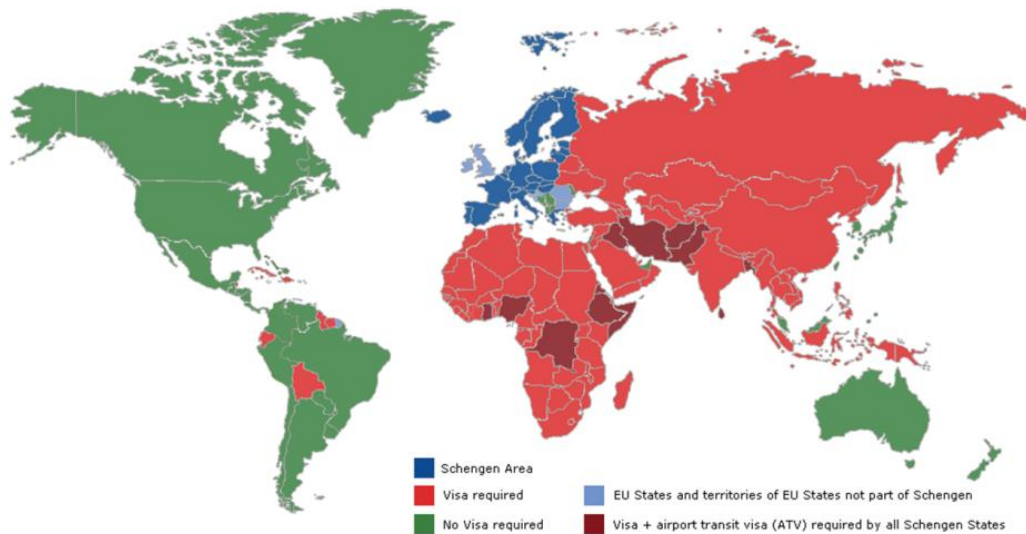 Schengen Area
Visa required
EU States and territories of EU States not part of Schengen
No Visa required
Visa + airport transit visa (ATV) required by all Schengen States